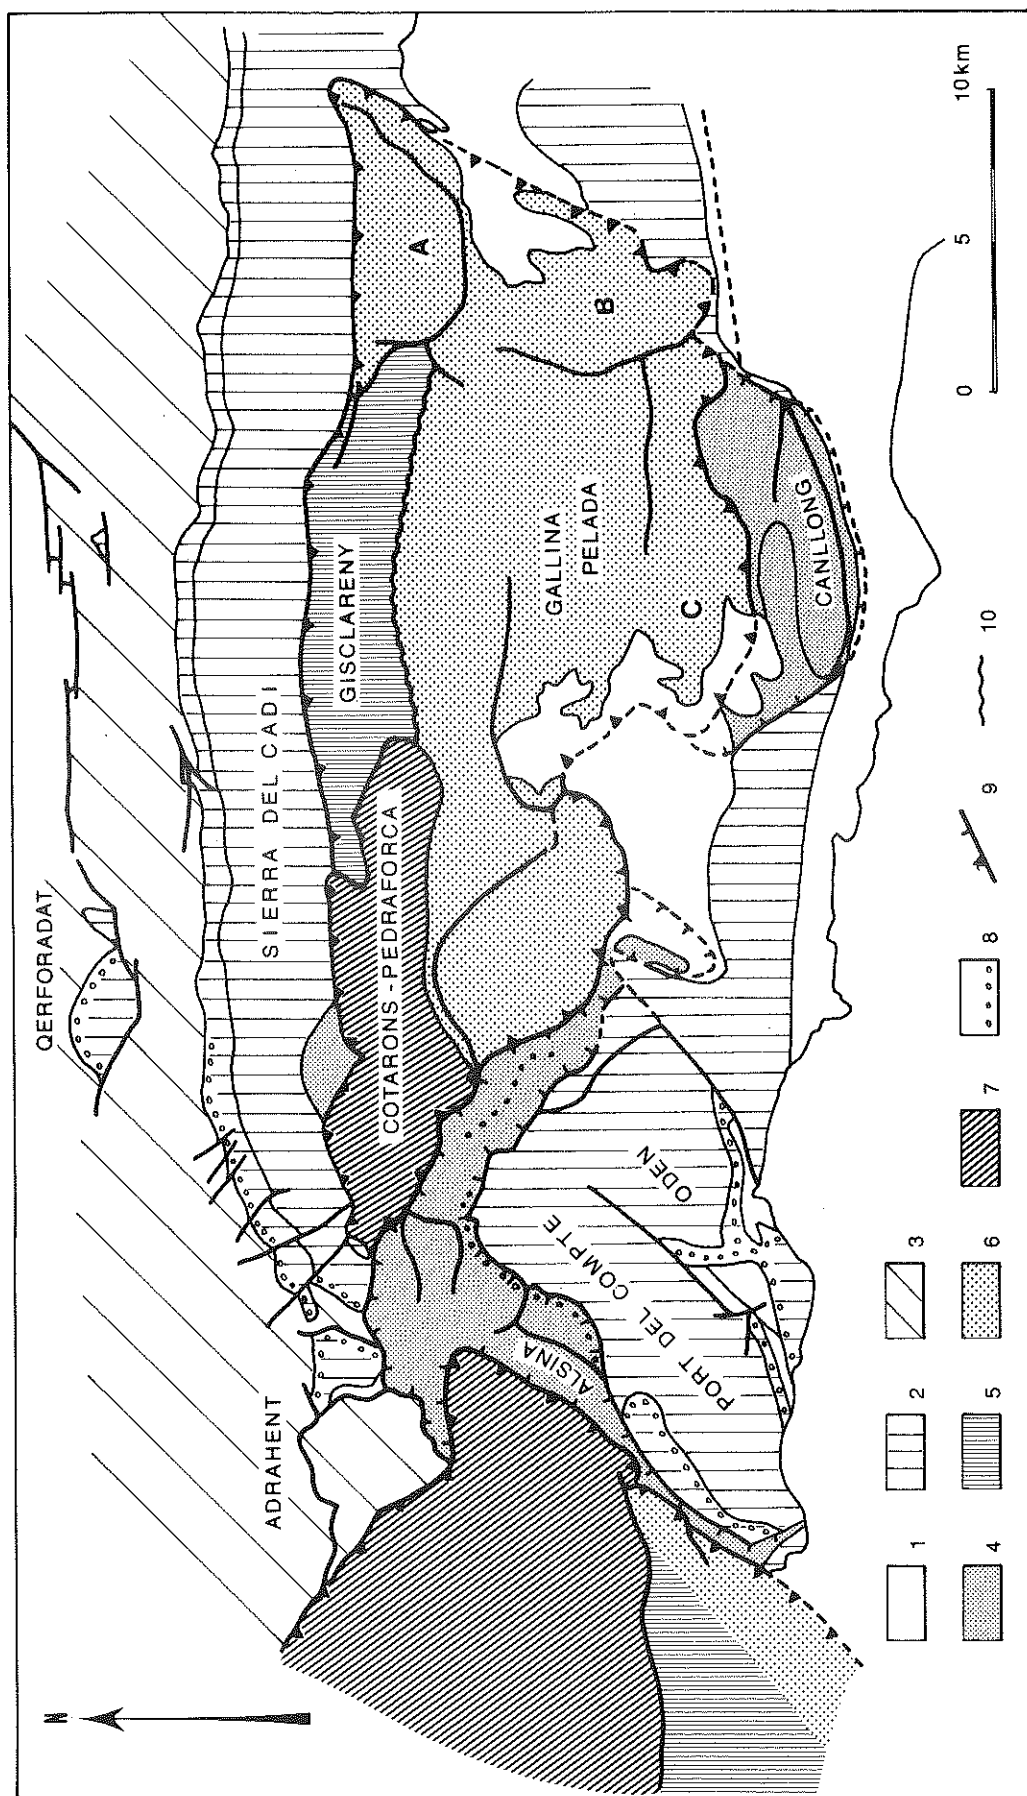 N
QERFORADAT
ADRAHENT
SIERRA DEL CADI
GISCLARENY
COTARONS-PEDRAFORCA
A
B
GALLINA
PELADA
C
CANLLONG
ALSINA
PORT DEL COMPTE
ODEN
1 2 3
4 5 6 7 8 9 10
0 5 10km